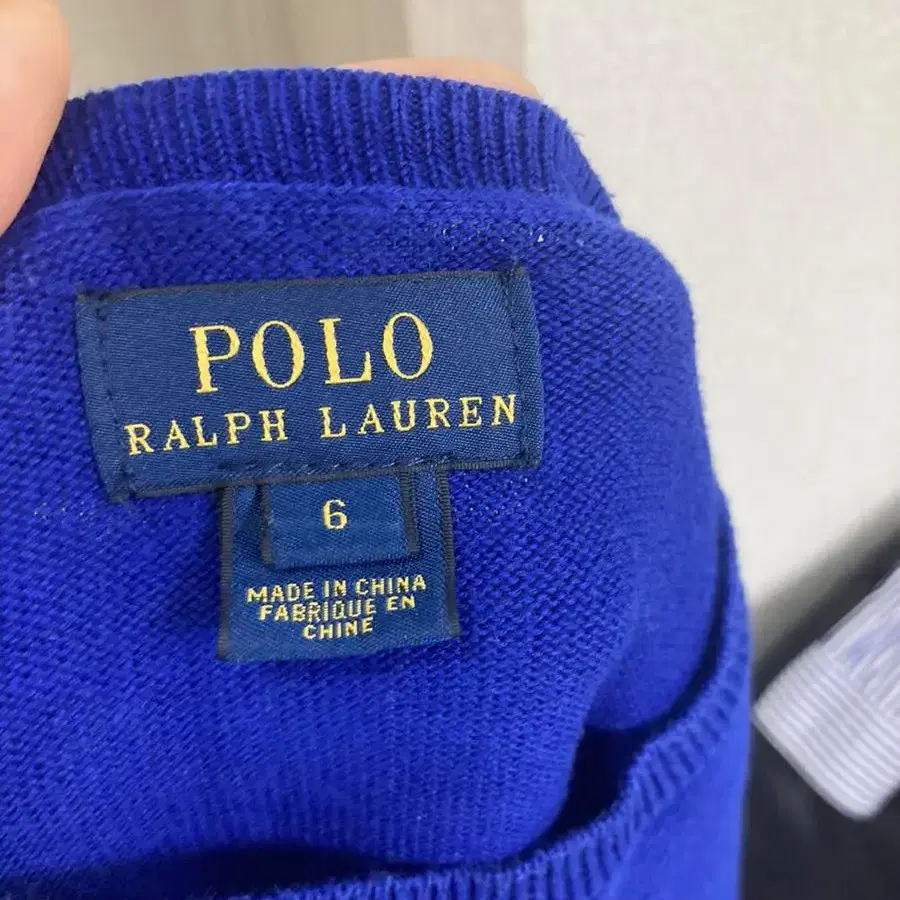 POLO
RALPH LAUREN
6
MADE IN CHINA
FABRIQUE EN
CHINE